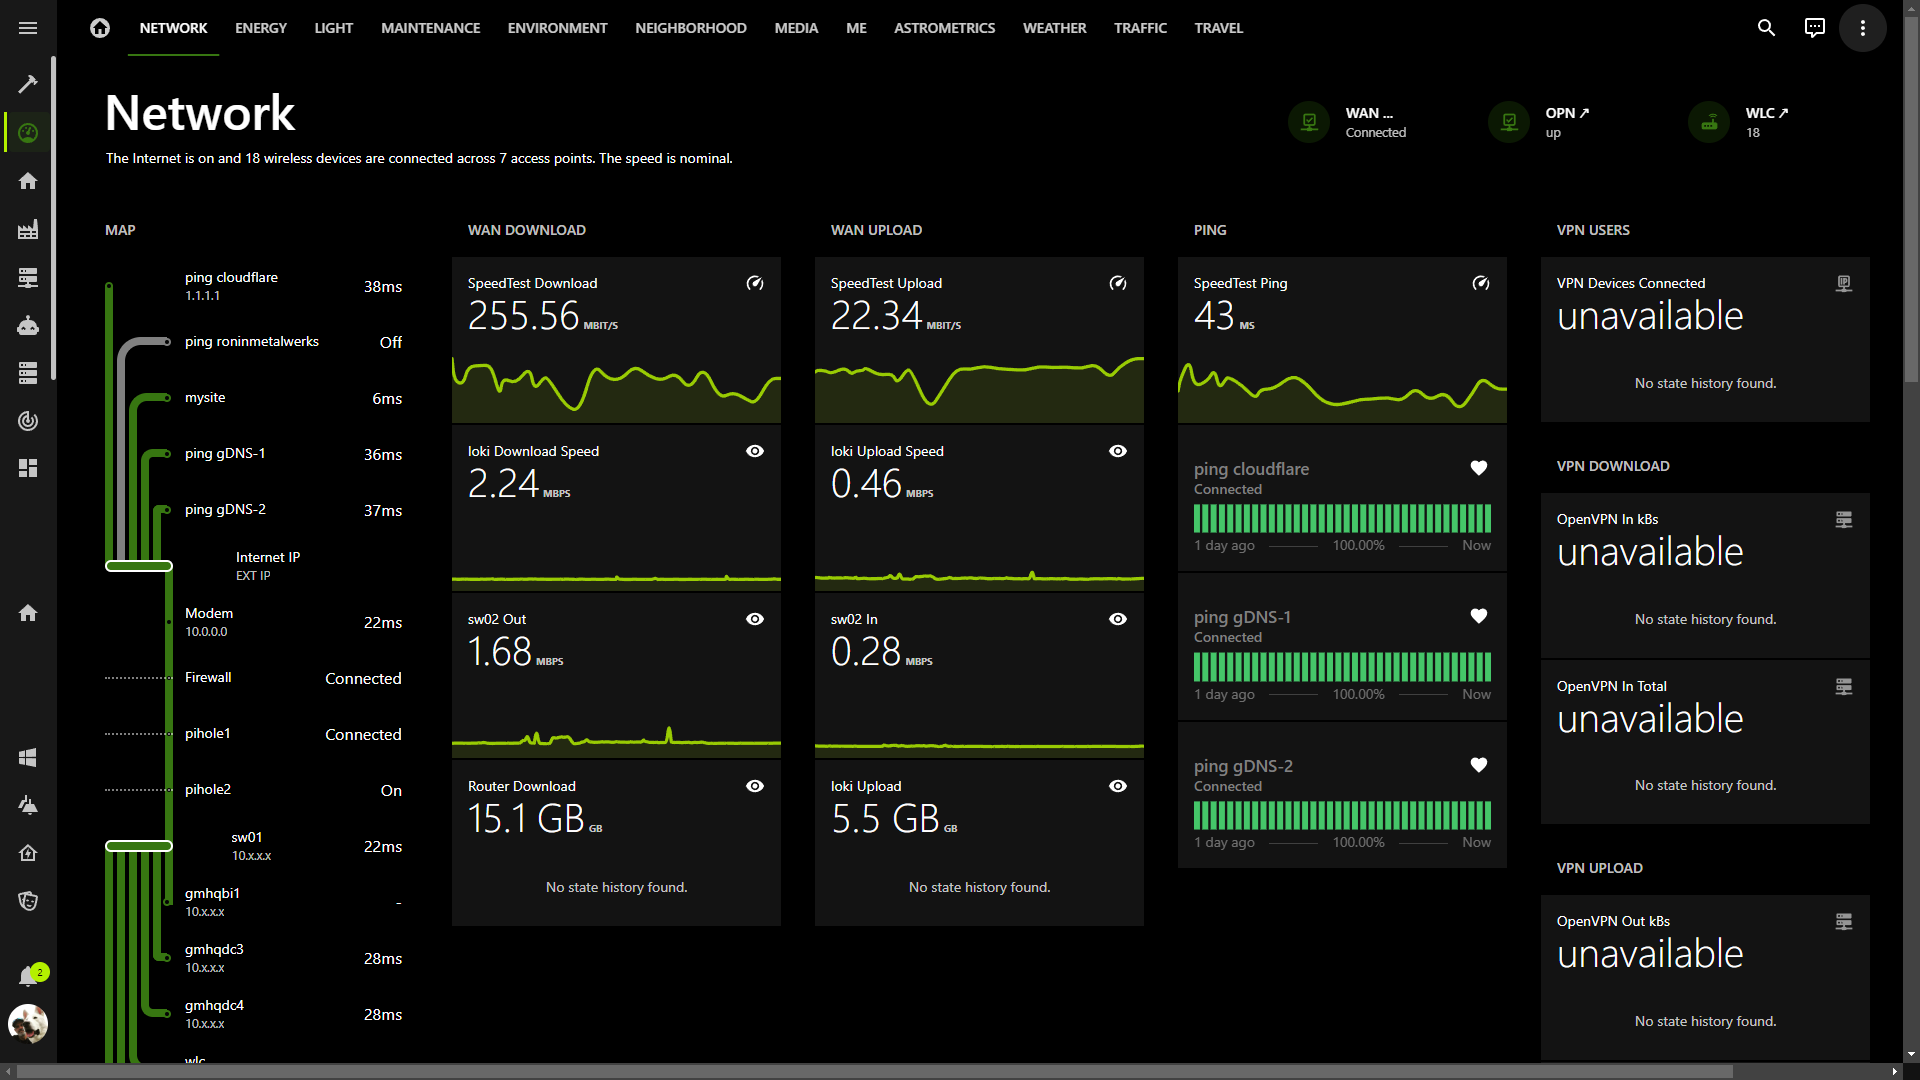 NETWORK ENERGY LIGHT MAINTENANCE ENVIRONMENT NEIGHBORHOOD MEDIA ME ASTROMETRICS WEATHER TRAFFIC TRAVEL
Network
The Internet is on and 18 wireless devices are connected across 7 access points. The speed is nominal.
WAN ...
Connected
OPN ↗
up
WLC ↗
18
MAP
ping cloudflare
1.1.1.1
38ms
ping roninmetalwerks
Off
mysite
6ms
ping gDNS-1
36ms
ping gDNS-2
37ms
Internet IP
EXT IP
Modem
10.0.0.0
22ms
Firewall
Connected
pihole1
Connected
pihole2
On
sw01
10.x.x.x
22ms
gmhqbi1
10.x.x.x
-
gmhqdc3
10.x.x.x
28ms
gmhqdc4
10.x.x.x
28ms
wlc
WAN DOWNLOAD
SpeedTest Download
255.56 MBIT/S
loki Download Speed
2.24 MBPS
sw02 Out
1.68 MBPS
Router Download
15.1 GB GB
No state history found.
WAN UPLOAD
SpeedTest Upload
22.34 MBIT/S
loki Upload Speed
0.46 MBPS
sw02 In
0.28 MBPS
loki Upload
5.5 GB GB
No state history found.
PING
SpeedTest Ping
43 MS
ping cloudflare
Connected
1 day ago 100.00% Now
ping gDNS-1
Connected
1 day ago 100.00% Now
ping gDNS-2
Connected
1 day ago 100.00% Now
VPN USERS
VPN Devices Connected
unavailable
No state history found.
VPN DOWNLOAD
OpenVPN In kBs
unavailable
No state history found.
OpenVPN In Total
unavailable
No state history found.
VPN UPLOAD
OpenVPN Out kBs
unavailable
No state history found.
2